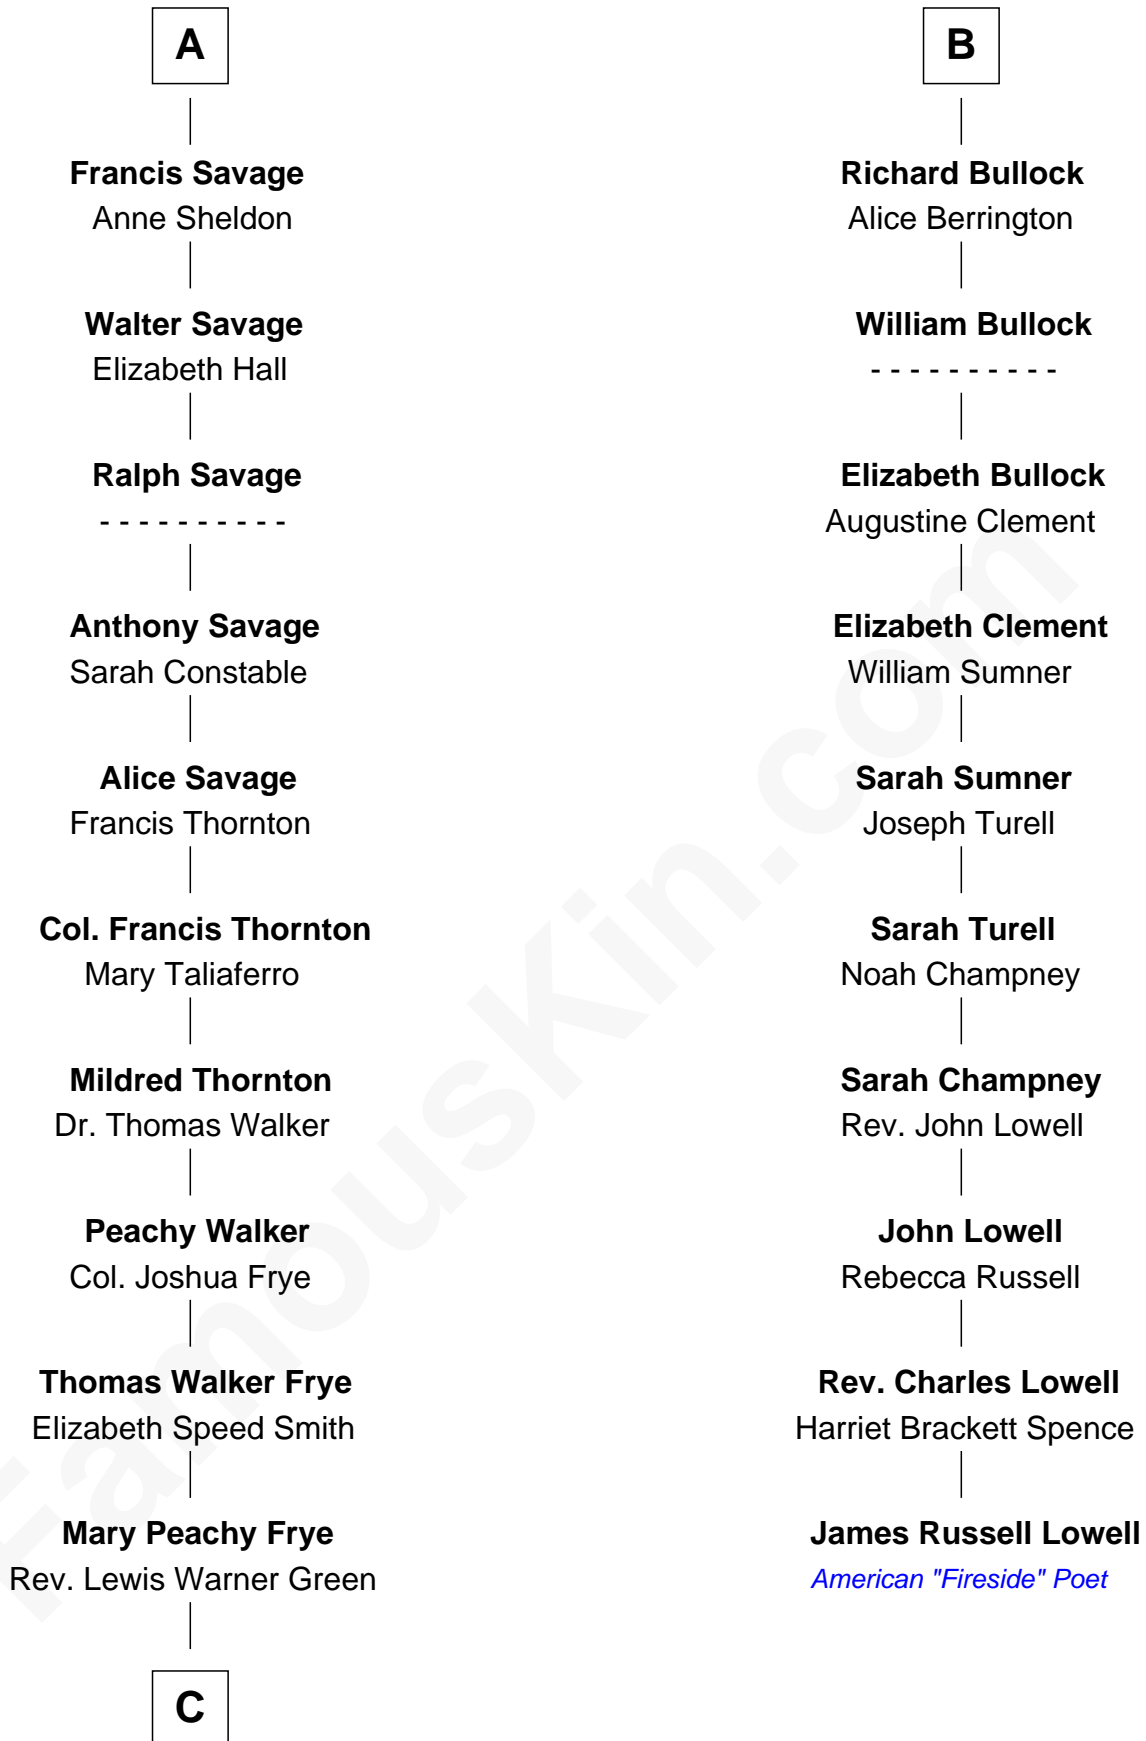 A
Francis Savage
Anne Sheldon
Walter Savage
Elizabeth Hall
Ralph Savage
- - - - - - - - - -
Anthony Savage
Sarah Constable
Alice Savage
Francis Thornton
Col. Francis Thornton
Mary Taliaferro
Mildred Thornton
Dr. Thomas Walker
Peachy Walker
Col. Joshua Frye
Thomas Walker Frye
Elizabeth Speed Smith
Mary Peachy Frye
Rev. Lewis Warner Green
C
B
Richard Bullock
Alice Berrington
William Bullock
- - - - - - - - - -
Elizabeth Bullock
Augustine Clement
Elizabeth Clement
William Sumner
Sarah Sumner
Joseph Turell
Sarah Turell
Noah Champney
Sarah Champney
Rev. John Lowell
John Lowell
Rebecca Russell
Rev. Charles Lowell
Harriet Brackett Spence
James Russell Lowell
American "Fireside" Poet
FamousKin.com